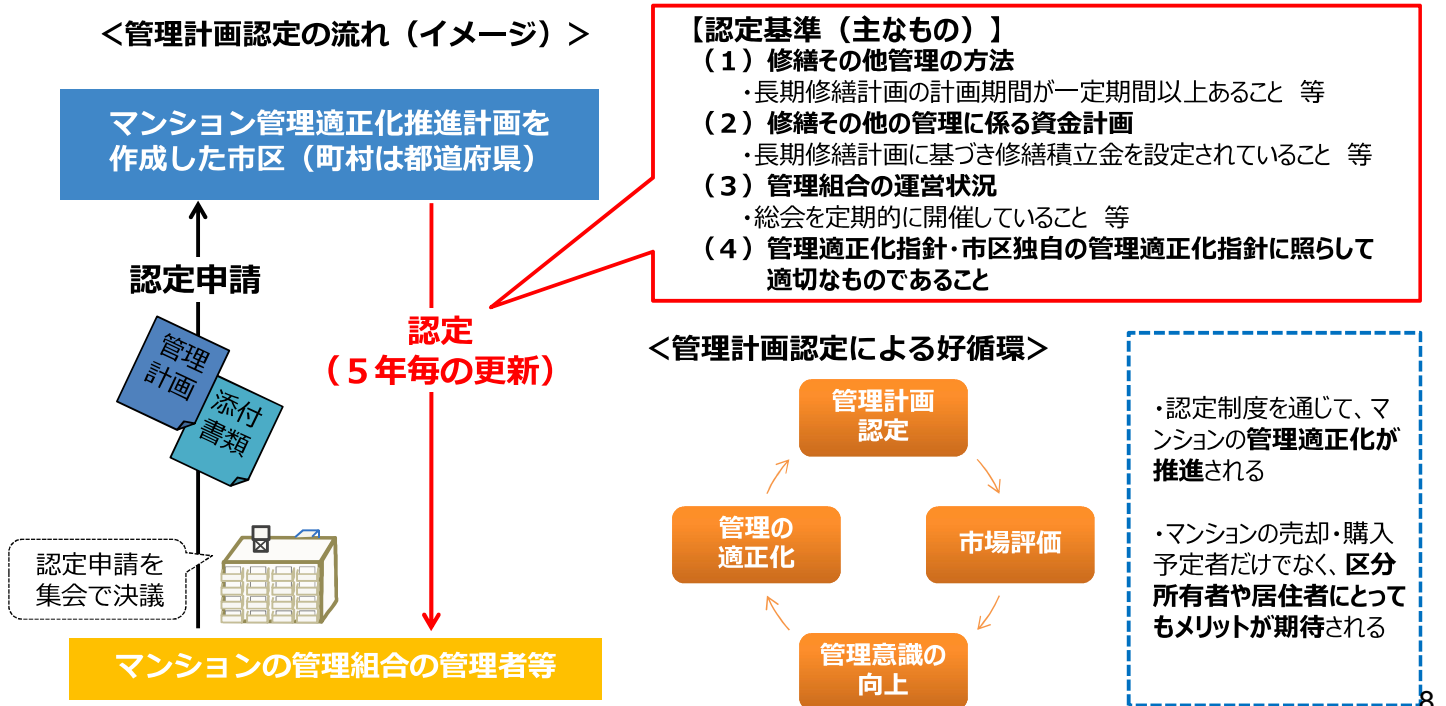 ＜管理計画認定の流れ（イメージ）＞
マンション管理適正化推進計画を
作成した市区（町村は都道府県）
認定申請
管理
計画
添付
書類
認定
（５年毎の更新）
認定申請を
集会で決議
マンションの管理組合の管理者等
【認定基準（主なもの）】
（１）修繕その他管理の方法
・長期修繕計画の計画期間が一定期間以上あること　等
（２）修繕その他の管理に係る資金計画
・長期修繕計画に基づき修繕積立金を設定されていること　等
（３）管理組合の運営状況
・総会を定期的に開催していること　等
（４）管理適正化指針・市区独自の管理適正化指針に照らして
適切なものであること
＜管理計画認定による好循環＞
管理計画
認定
市場評価
管理意識の
向上
管理の
適正化
・認定制度を通じて、マ
ンションの管理適正化が
推進される
・マンションの売却・購入
予定者だけでなく、区分
所有者や居住者にとって
もメリットが期待される
8